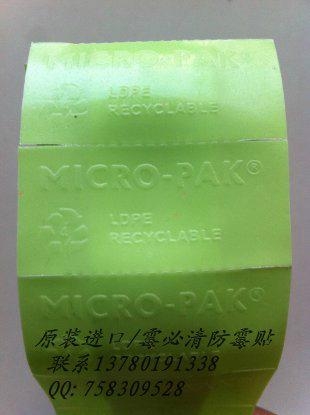 MICRO-PAK®
LDPE
RECYCLABLE
MICRO-PAK®
4
LDPE
RECYCLABLE
MICRO-PAK®
原装进口/霉必清防霉贴
联系13780191338
QQ: 758309528